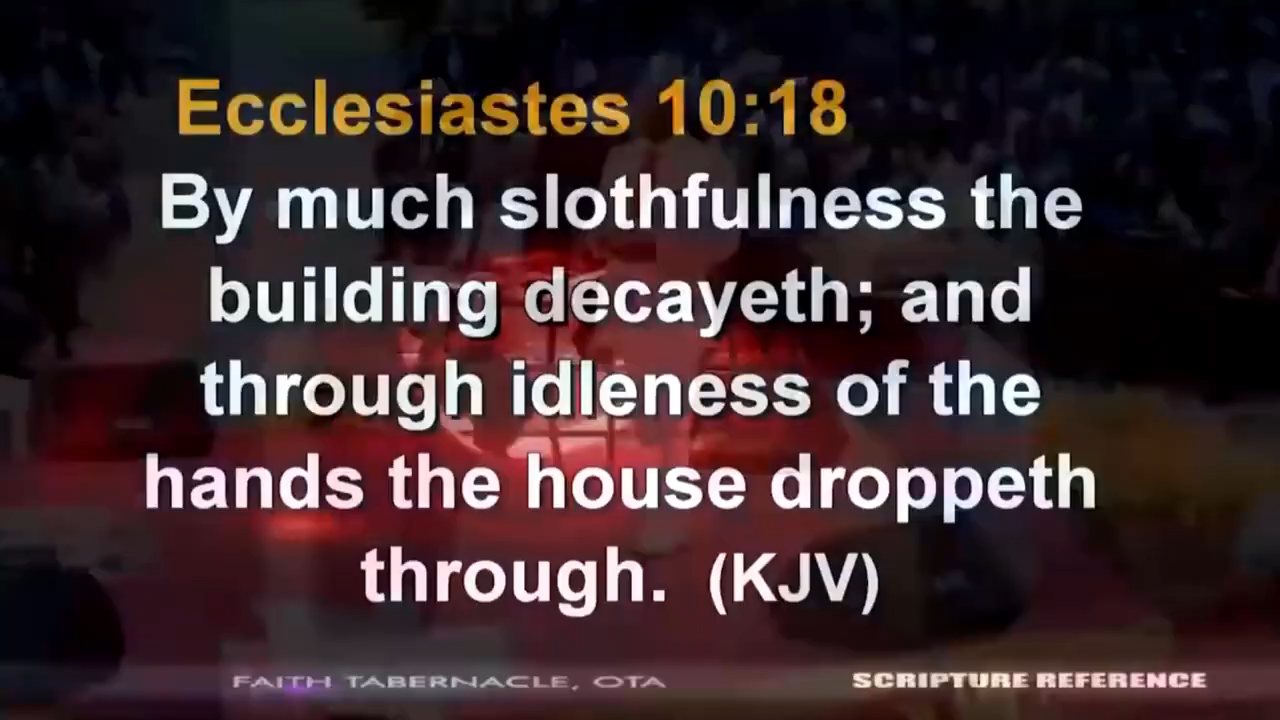 Ecclesiastes 10:18
By much slothfulness the
building decayeth; and
through idleness of the
hands the house droppeth
through. (KJV)
FAITH TABERNACLE, OTA
SCRIPTURE REFERENCE